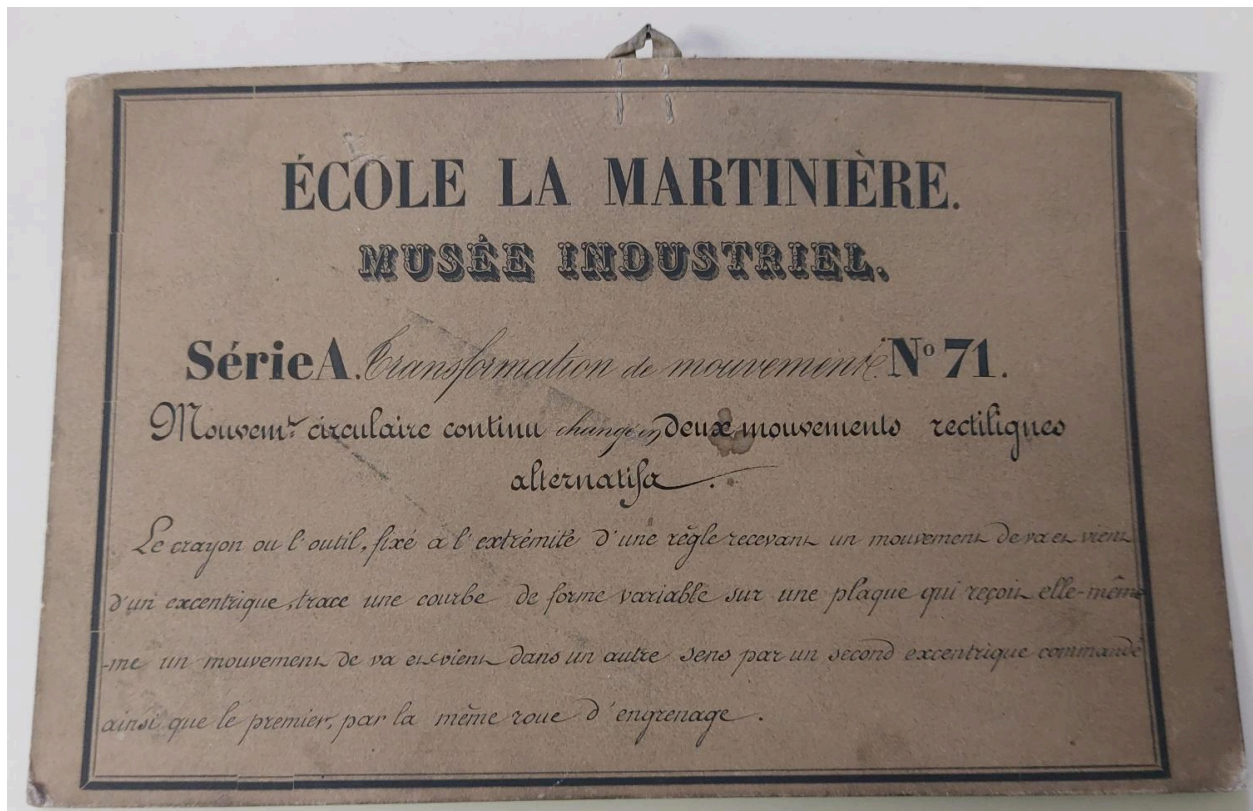 ÉCOLE LA MARTINIÈRE.
MUSÉE INDUSTRIEL.
Série A. Transformation de mouvement. No 71.
Mouvemt circulaire continu changé en deux mouvements rectilignes
alternatifs.
Le crayon ou l'outil, fixé à l'extrémité d'une règle recevant un mouvement de va et vient
d'un excentrique, trace une courbe de forme variable sur une plaque qui reçoit elle-même
-me un mouvement de va et vient dans un autre sens par un second excentrique commandé
ainsi que le premier, par la même roue d'engrenage.